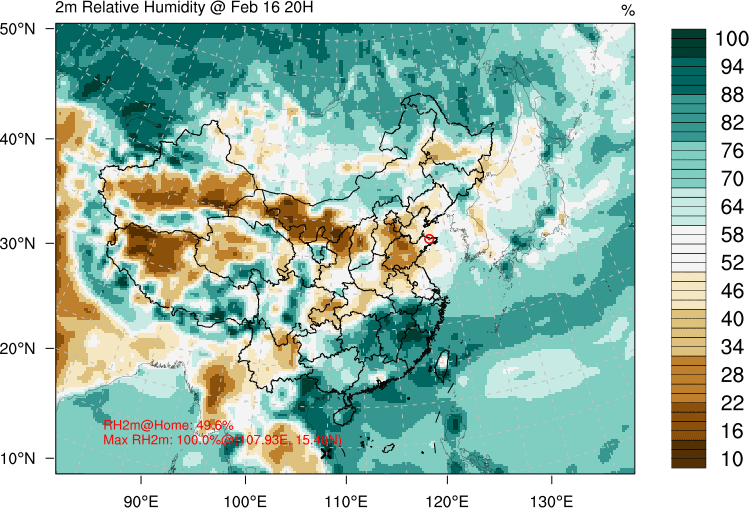 2m Relative Humidity @ Feb 16 20H
%
50°N
40°N
30°N
20°N
10°N
90°E
100°E
110°E
120°E
130°E
100
94
88
82
76
70
64
58
52
46
40
34
28
22
16
10
RH2m@Home: 49.6%
Max RH2m: 100.0%@(107.93E, 15.49N)